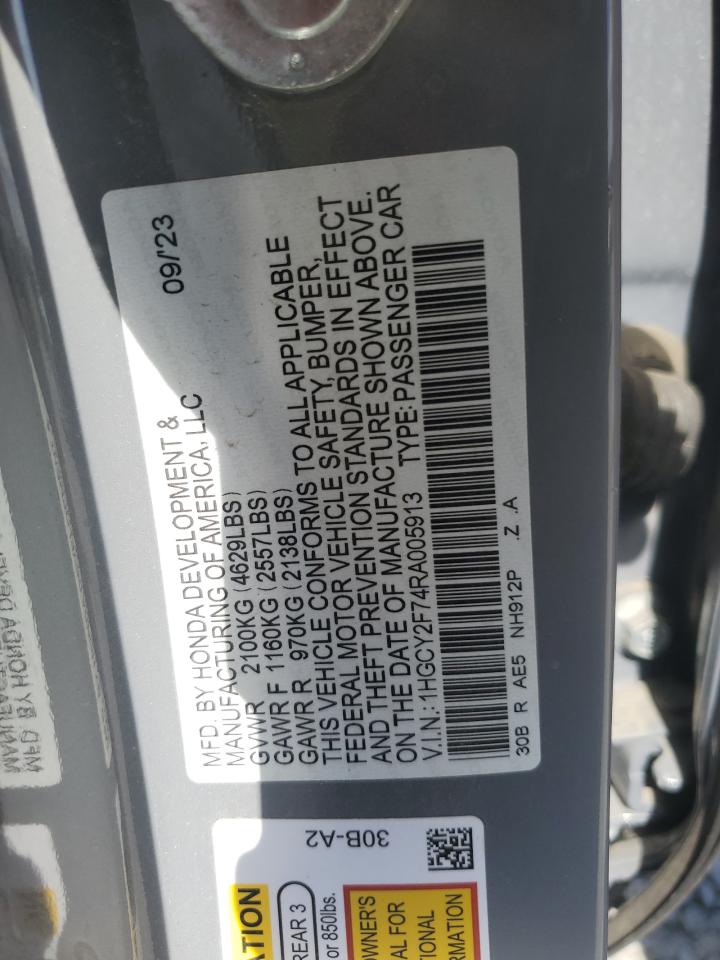 09/'23
MFD. BY HONDA DEVELOPMENT &
MANUFACTURING OF AMERICA, LLC
GVWR 2100KG (4629LBS)
GAWR F 1160KG (2557LBS)
GAWR R 970KG (2138LBS)
THIS VEHICLE CONFORMS TO ALL APPLICABLE
FEDERAL MOTOR VEHICLE SAFETY, BUMPER,
AND THEFT PREVENTION STANDARDS IN EFFECT
ON THE DATE OF MANUFACTURE SHOWN ABOVE.
V.I.N.: 1HGCY2F74RA005913 TYPE: PASSENGER CAR
30B R AE5 NH912P .Z .A
30B-A2
ATION
REAR 3
or 850lbs.
OWNER'S
AL FOR
TIONAL
RMATION